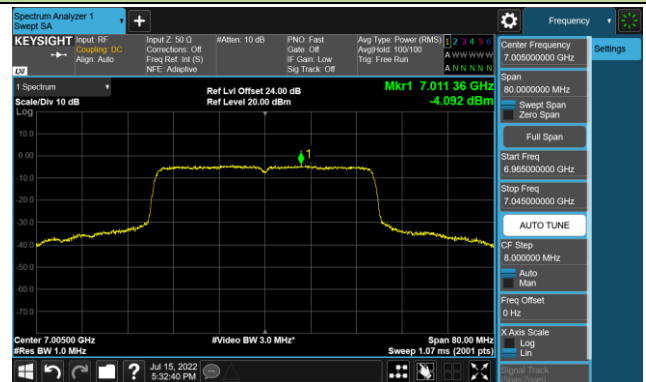 Spectrum Analyzer 1
Swept SA
Frequency
KEYSIGHT
Input: RF
Coupling: DC
Align: Auto
Input Z: 50 Ω
Corrections: Off
Freq Ref: Int (S)
NFE: Adaptive
#Atten: 10 dB
PNO: Fast
Gate: Off
IF Gain: Low
Sig Track: Off
Avg Type: Power (RMS)
Avg|Hold: 100/100
Trig: Free Run
1 2 3 4 5 6
A W W W W W
A N N N N N
LXI
1 Spectrum
Scale/Div 10 dB
Log
Ref Lvl Offset 24.00 dB
Ref Level 20.00 dBm
Mkr1 7.011 36 GHz
-4.092 dBm
1
10.0
0.00
-10.0
-20.0
-30.0
-40.0
-50.0
-60.0
-70.0
Center 7.00500 GHz
#Res BW 1.0 MHz
#Video BW 3.0 MHz*
Span 80.00 MHz
Sweep 1.07 ms (2001 pts)
Jul 15, 2022
5:32:40 PM
Center Frequency
7.005000000 GHz
Settings
Span
80.0000000 MHz
Swept Span
Zero Span
Full Span
Start Freq
6.965000000 GHz
Stop Freq
7.045000000 GHz
AUTO TUNE
CF Step
8.000000 MHz
Auto
Man
Freq Offset
0 Hz
X Axis Scale
Log
Lin
Signal Track
(Span Zoom)